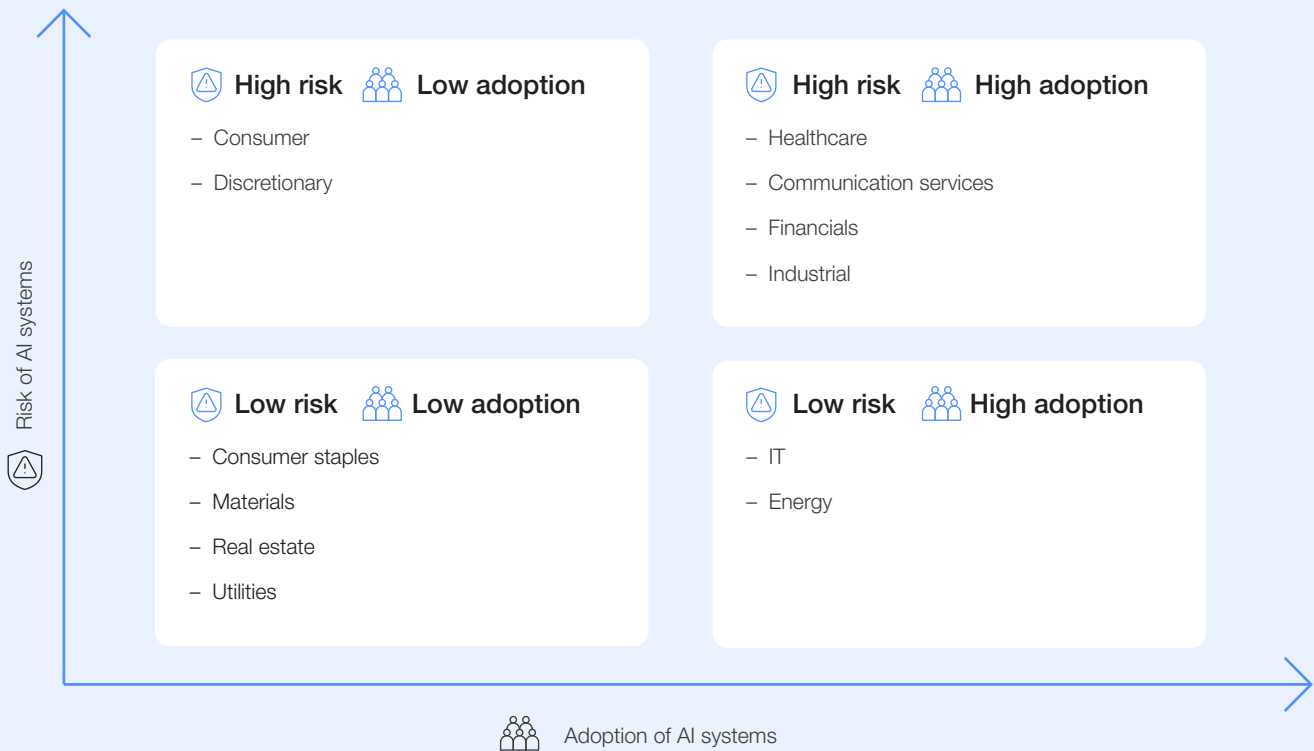 High risk Low adoption
– Consumer
– Discretionary
High risk High adoption
– Healthcare
– Communication services
– Financials
– Industrial
Risk of AI systems
Low risk Low adoption
– Consumer staples
– Materials
– Real estate
– Utilities
Low risk High adoption
– IT
– Energy
Adoption of AI systems